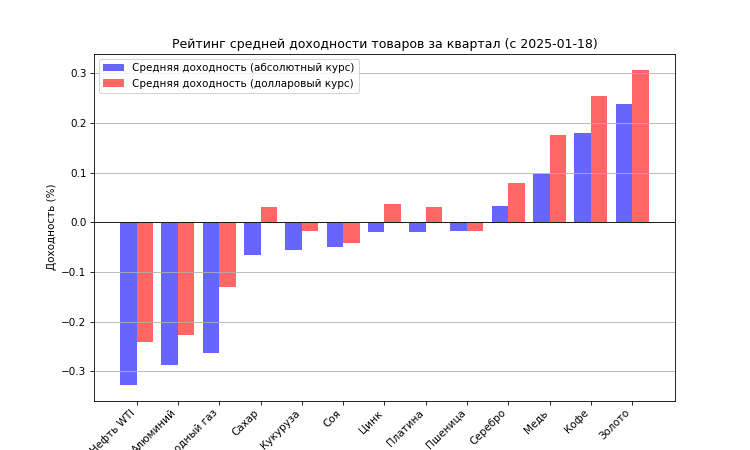 Рейтинг средней доходности товаров за квартал (с 2025-01-18)
Средняя доходность (абсолютный курс)
Средняя доходность (долларовый курс)
Доходность (%)
0.3
0.2
0.1
0.0
−0.1
−0.2
−0.3
Нефть WTI
Алюминий
одный газ
Сахар
Кукуруза
Соя
Цинк
Платина
Пшеница
Серебро
Медь
Кофе
Золото